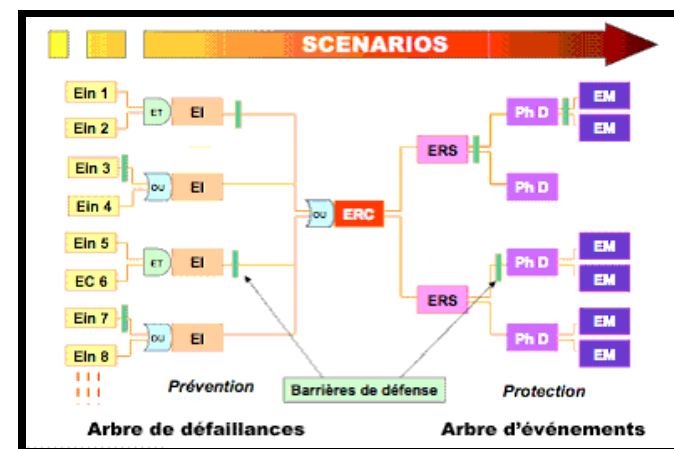 SCENARIOS
Ein 1
Ein 2
ET
EI
Ein 3
Ein 4
OU
EI
Ein 5
EC 6
ET
EI
Ein 7
Ein 8
OU
EI
OU
ERC
ERS
ERS
Ph D
Ph D
Ph D
Ph D
EM
EM
EM
EM
EM
EM
Prévention
Barrières de défense
Protection
Arbre de défaillances
Arbre d'événements